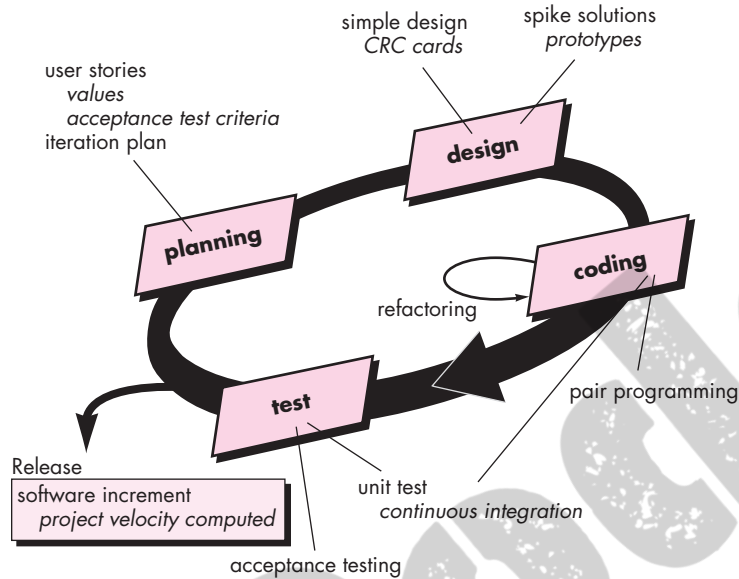 simple design
CRC cards
spike solutions
prototypes
user stories
values
acceptance test criteria
iteration plan
design
planning
coding
refactoring
test
pair programming
Release
software increment
project velocity computed
unit test
continuous integration
acceptance testing